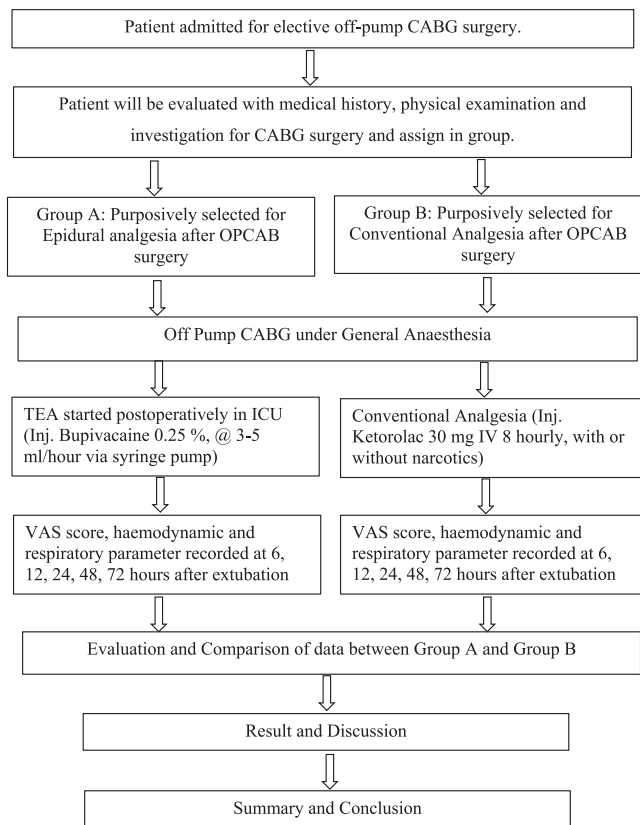 Patient admitted for elective off-pump CABG surgery.
Patient will be evaluated with medical history, physical examination and
investigation for CABG surgery and assign in group.
Group A: Purposively selected for
Epidural analgesia after OPCAB
surgery
Group B: Purposively selected for
Conventional Analgesia after OPCAB
surgery
Off Pump CABG under General Anaesthesia
TEA started postoperatively in ICU
(Inj. Bupivacaine 0.25 %, @ 3-5
ml/hour via syringe pump)
Conventional Analgesia (Inj.
Ketorolac 30 mg IV 8 hourly, with or
without narcotics)
VAS score, haemodynamic and
respiratory parameter recorded at 6,
12, 24, 48, 72 hours after extubation
VAS score, haemodynamic and
respiratory parameter recorded at 6,
12, 24, 48, 72 hours after extubation
Evaluation and Comparison of data between Group A and Group B
Result and Discussion
Summary and Conclusion